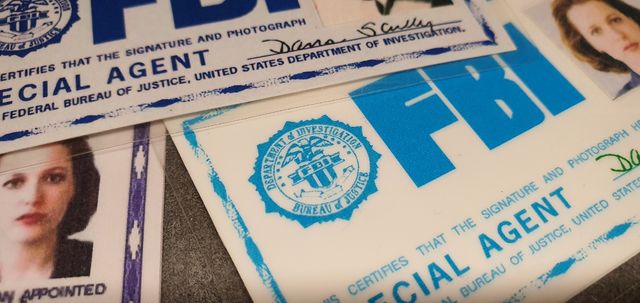 FBI
CERTIFIES THAT THE SIGNATURE AND PHOTOGRAPH
Dana Scully
ECIAL AGENT
FEDERAL BUREAU OF JUSTICE, UNITED STATES DEPARTMENT OF INVESTIGATION.
FBI
DEPARTMENT of INVESTIGATION
FBI
BUREAU of JUSTICE
CERTIFIES THAT THE SIGNATURE AND PHOTOGRAPH
ECIAL AGENT
BUREAU OF JUSTICE, UNITED STATES
AN APPOINTED